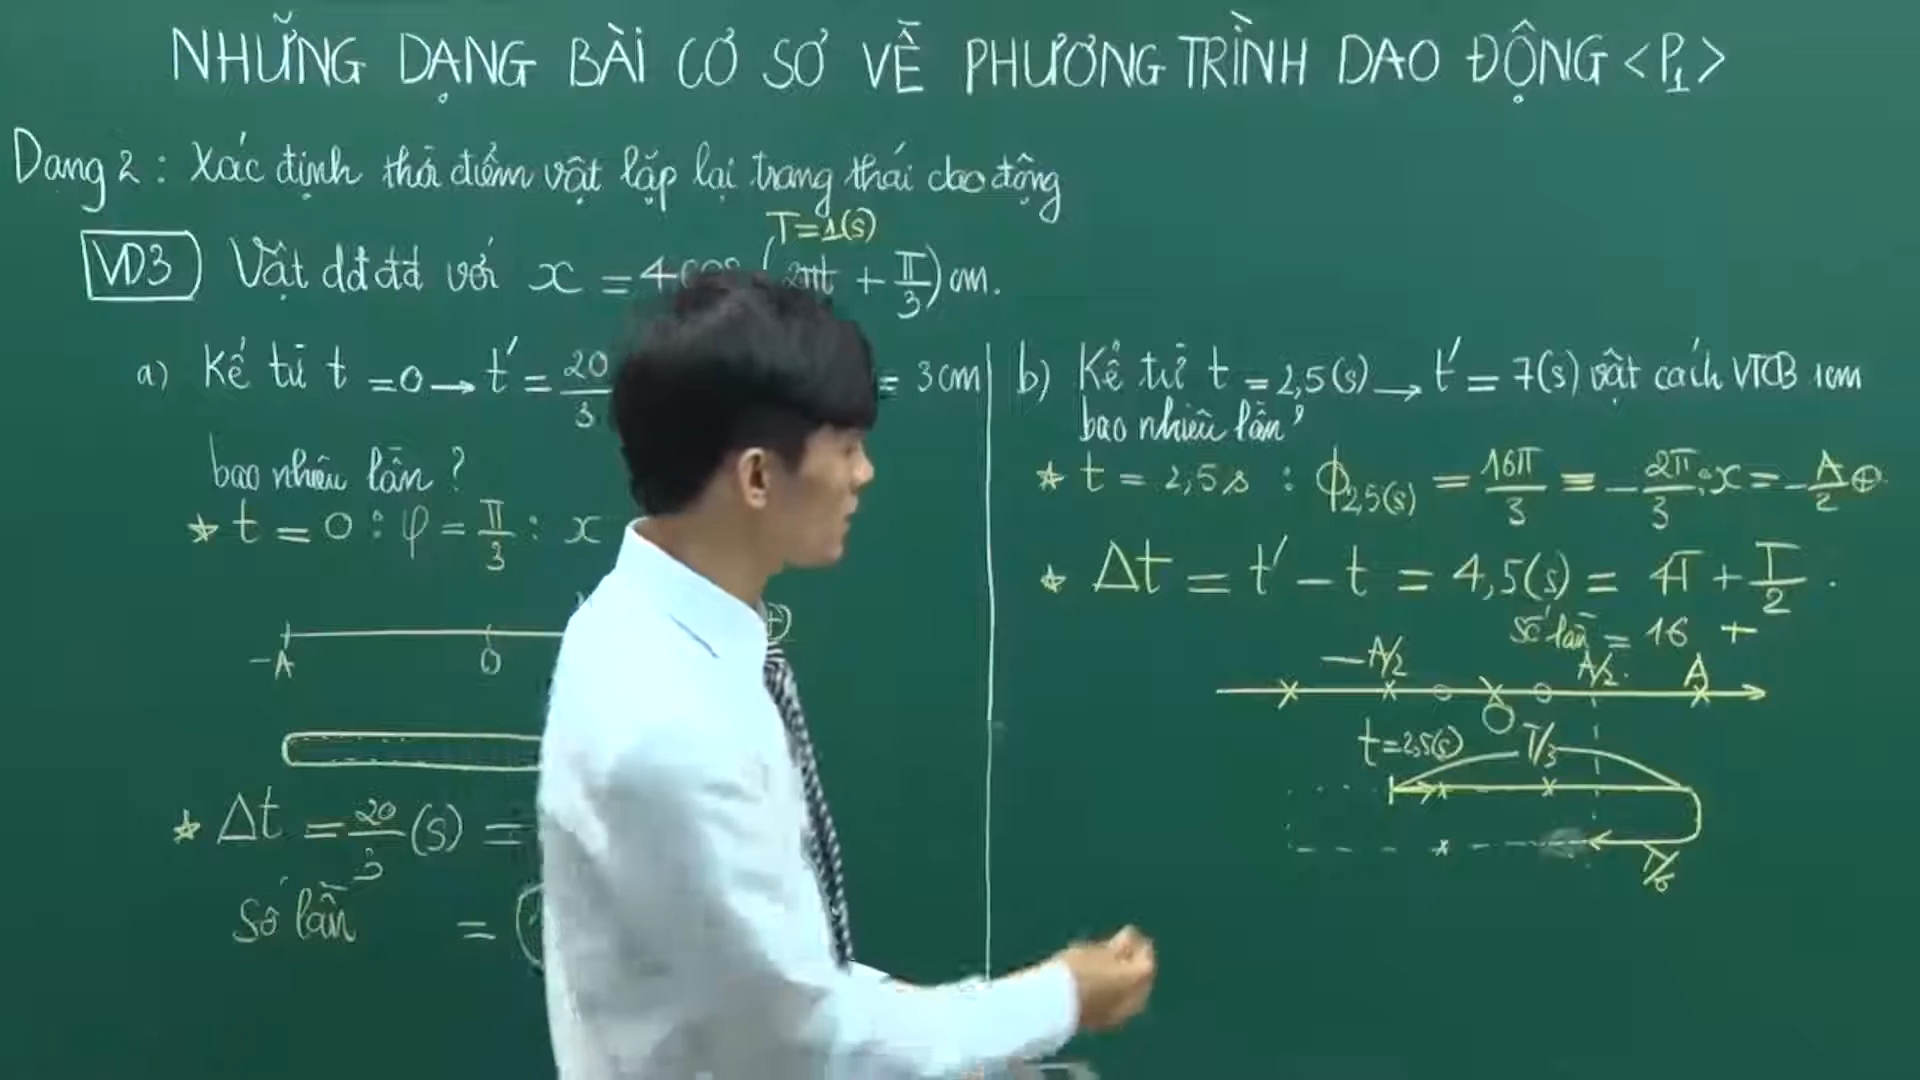 NHỮNG DẠNG BÀI CƠ SƠ VỀ PHƯƠNG TRÌNH DAO ĐỘNG <P1>
Dạng 2 : Xác định thời điểm vật lặp lại trạng thái dao động
T=1(s)
VD3 Vật dđđđ với x = 4cos (2πt + π/3) cm.
a) Kể từ t = 0 → t' = 20/3 = 3cm
bao nhiêu lần ?
* t = 0 : φ = π/3 : x
-A O
* Δt = 20/3 (s) =
Số lần =
b) Kể từ t = 2,5(s) → t' = 7(s) vật cách VTCB 1cm
bao nhiêu lần ?
* t = 2,5s : ϕ2,5(s) = 16π/3 ≡ -2π/3 : x = -A/2 ⊕
* Δt = t' - t = 4,5(s) = 4T + T/2 .
Số lần = 16 +
-A/2 O A/2 A
t=2,5(s) T/3
T/6